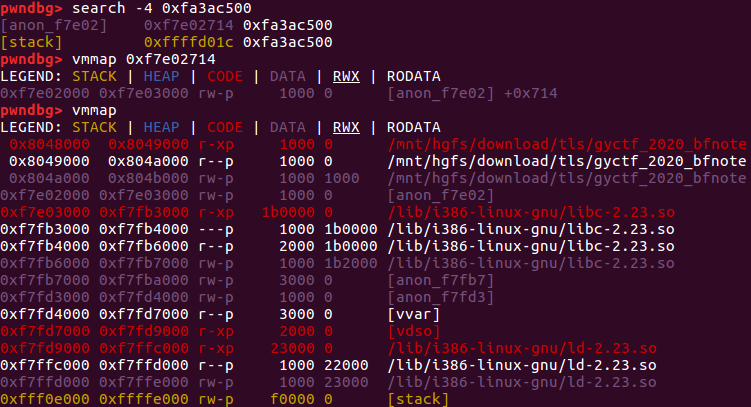 pwndbg> search -4 0xfa3ac500
[anon_f7e02] 0xf7e02714 0xfa3ac500
[stack] 0xffffd01c 0xfa3ac500
pwndbg> vmmap 0xf7e02714
LEGEND: STACK | HEAP | CODE | DATA | RWX | RODATA
0xf7e02000 0xf7e03000 rw-p 1000 0 [anon_f7e02] +0x714
pwndbg> vmmap
LEGEND: STACK | HEAP | CODE | DATA | RWX | RODATA
0x8048000 0x8049000 r-xp 1000 0 /mnt/hgfs/download/tls/gyctf_2020_bfnote
0x8049000 0x804a000 r--p 1000 0 /mnt/hgfs/download/tls/gyctf_2020_bfnote
0x804a000 0x804b000 rw-p 1000 1000 /mnt/hgfs/download/tls/gyctf_2020_bfnote
0xf7e02000 0xf7e03000 rw-p 1000 0 [anon_f7e02]
0xf7e03000 0xf7fb3000 r-xp 1b0000 0 /lib/i386-linux-gnu/libc-2.23.so
0xf7fb3000 0xf7fb4000 ---p 1000 1b0000 /lib/i386-linux-gnu/libc-2.23.so
0xf7fb4000 0xf7fb6000 r--p 2000 1b0000 /lib/i386-linux-gnu/libc-2.23.so
0xf7fb6000 0xf7fb7000 rw-p 1000 1b2000 /lib/i386-linux-gnu/libc-2.23.so
0xf7fb7000 0xf7fba000 rw-p 3000 0 [anon_f7fb7]
0xf7fd3000 0xf7fd4000 rw-p 1000 0 [anon_f7fd3]
0xf7fd4000 0xf7fd7000 r--p 3000 0 [vvar]
0xf7fd7000 0xf7fd9000 r-xp 2000 0 [vdso]
0xf7fd9000 0xf7ffc000 r-xp 23000 0 /lib/i386-linux-gnu/ld-2.23.so
0xf7ffc000 0xf7ffd000 r--p 1000 22000 /lib/i386-linux-gnu/ld-2.23.so
0xf7ffd000 0xf7ffe000 rw-p 1000 23000 /lib/i386-linux-gnu/ld-2.23.so
0xfff0e000 0xffffe000 rw-p f0000 0 [stack]